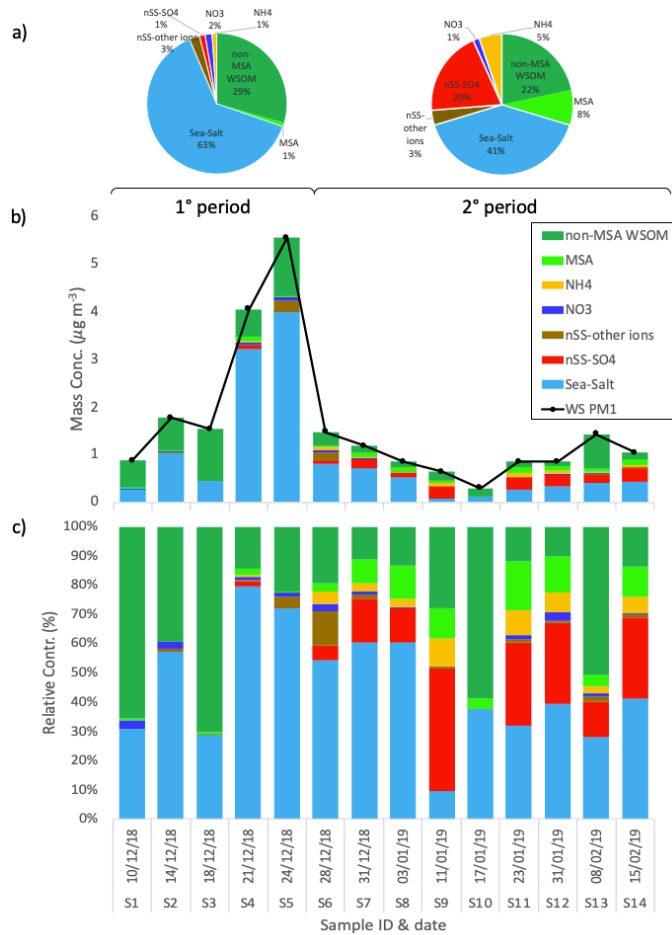 a)
nSS-SO4
1%
NO3
2%
NH4
1%
nSS-other ions
3%
non-
MSA
WSOM
29%
MSA
1%
Sea-Salt
63%
NO3
1%
NH4
5%
non-MSA
WSOM
22%
MSA
8%
nSS-SO4
20%
nSS-
other
ions
3%
Sea-Salt
41%
1° period
2° period
b)
Mass Conc. (µg m-3)
6
5
4
3
2
1
0
non-MSA WSOM
MSA
NH4
NO3
nSS-other ions
nSS-SO4
Sea-Salt
WS PM1
c)
Relative Contr. (%)
100%
90%
80%
70%
60%
50%
40%
30%
20%
10%
0%
10/12/18
14/12/18
18/12/18
21/12/18
24/12/18
28/12/18
31/12/18
03/01/19
11/01/19
17/01/19
23/01/19
31/01/19
08/02/19
15/02/19
S1 S2 S3 S4 S5 S6 S7 S8 S9 S10 S11 S12 S13 S14
Sample ID & date